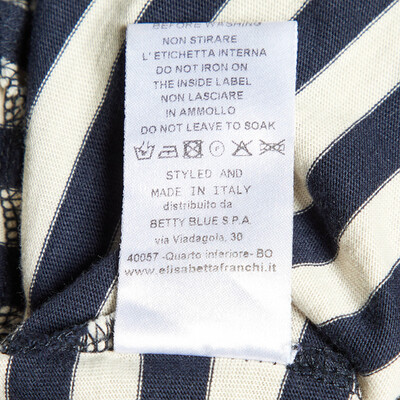 BEFORE WASHING
NON STIRARE
L'ETICHETTA INTERNA
DO NOT IRON ON
THE INSIDE LABEL
NON LASCIARE
IN AMMOLLO
DO NOT LEAVE TO SOAK
STYLED AND
MADE IN ITALY
distribuito da
BETTY BLUE S.P.A.
via Viadagola, 30
40057 -Quarto inferiore- BO
www.elisabettafranchi.it